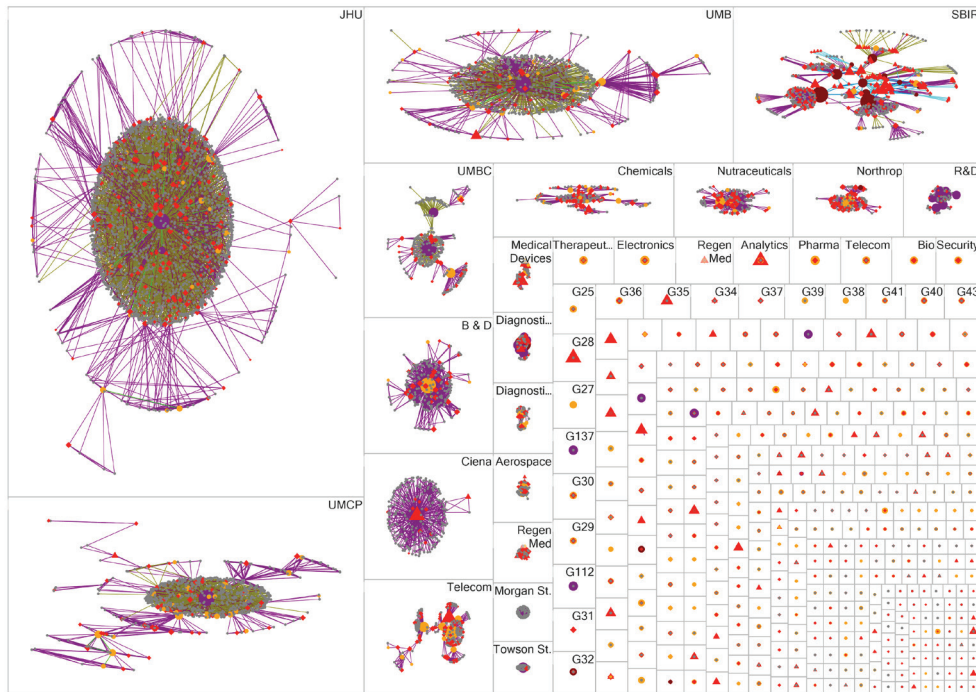 JHU
UMB
SBIR
UMBC
Chemicals
Nutraceuticals
Northrop
R&D
Medical
Devices
Therapeut...
Electronics
Regen
Med
Analytics
Pharma
Telecom
Bio
Security
G25
G36
G35
G34
G37
G39
G38
G41
G40
G43
Diagnosti...
G28
B & D
Diagnosti...
G27
G137
Ciena
Aerospace
G30
UMCP
Regen
Med
G29
G112
Telecom
Morgan St.
G31
Towson St.
G32